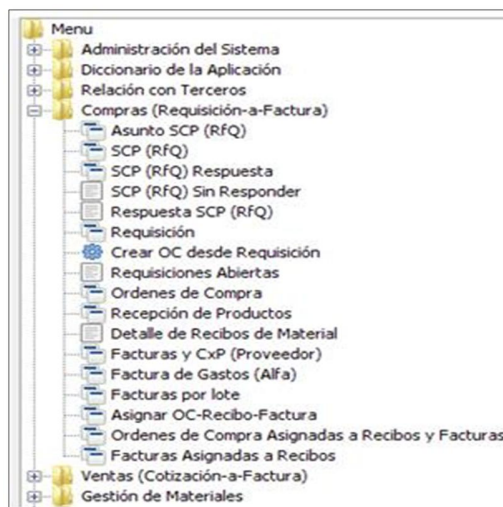 Menu
Administración del Sistema
Diccionario de la Aplicación
Relación con Terceros
Compras (Requisición-a-Factura)
Asunto SCP (RfQ)
SCP (RfQ)
SCP (RfQ) Respuesta
SCP (RfQ) Sin Responder
Respuesta SCP (RfQ)
Requisición
Crear OC desde Requisición
Requisiciones Abiertas
Ordenes de Compra
Recepción de Productos
Detalle de Recibos de Material
Facturas y CxP (Proveedor)
Factura de Gastos (Alfa)
Facturas por lote
Asignar OC-Recibo-Factura
Ordenes de Compra Asignadas a Recibos y Facturas
Facturas Asignadas a Recibos
Ventas (Cotización-a-Factura)
Gestión de Materiales